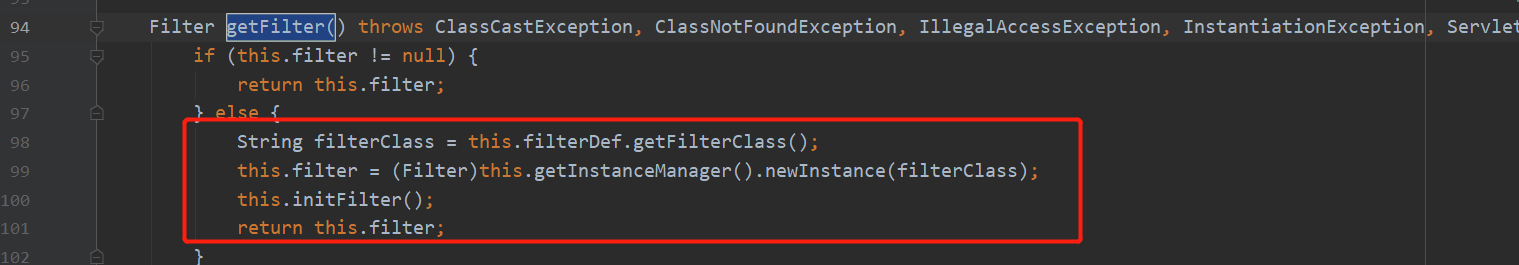 94 Filter getFilter() throws ClassCastException, ClassNotFoundException, IllegalAccessException, InstantiationException, Servlet
95 if (this.filter != null) {
96 return this.filter;
97 } else {
98 String filterClass = this.filterDef.getFilterClass();
99 this.filter = (Filter)this.getInstanceManager().newInstance(filterClass);
100 this.initFilter();
101 return this.filter;
102 }